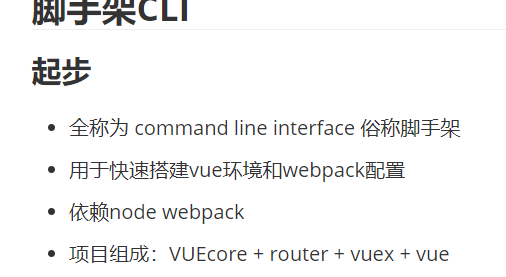 脚手架CLI
起步
全称为 command line interface 俗称脚手架
用于快速搭建vue环境和webpack配置
依赖node webpack
项目组成：VUEcore + router + vuex + vue